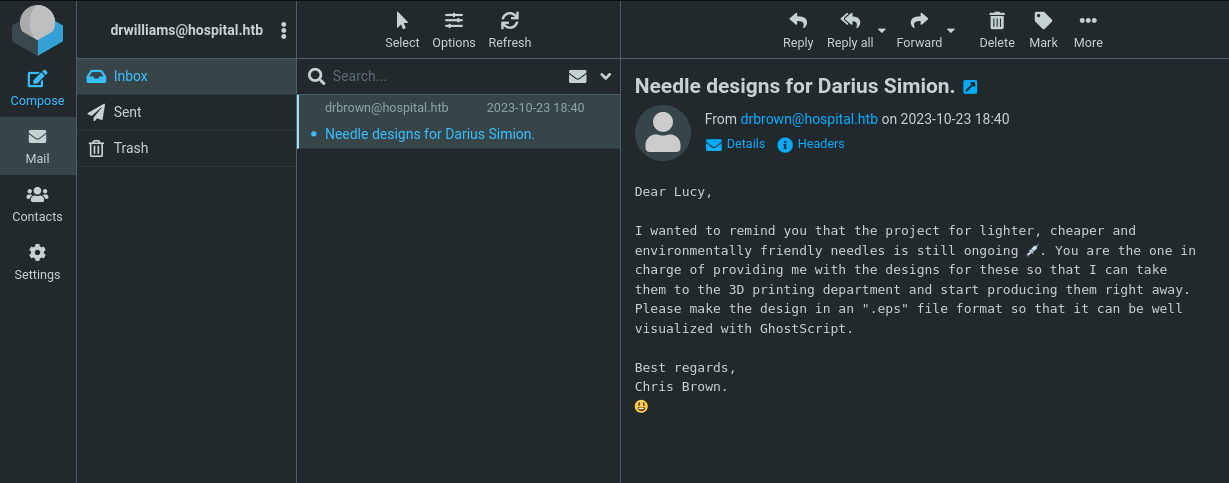 drwilliams@hospital.htb
Compose
Mail
Contacts
Settings
Inbox
Sent
Trash
Select
Options
Refresh
Search...
drbrown@hospital.htb 2023-10-23 18:40
Needle designs for Darius Simion.
Reply
Reply all
Forward
Delete
Mark
More
Needle designs for Darius Simion.
From drbrown@hospital.htb on 2023-10-23 18:40
Details
Headers
Dear Lucy,
I wanted to remind you that the project for lighter, cheaper and
environmentally friendly needles is still ongoing 💉. You are the one in
charge of providing me with the designs for these so that I can take
them to the 3D printing department and start producing them right away.
Please make the design in an ".eps" file format so that it can be well
visualized with GhostScript.
Best regards,
Chris Brown.
😃